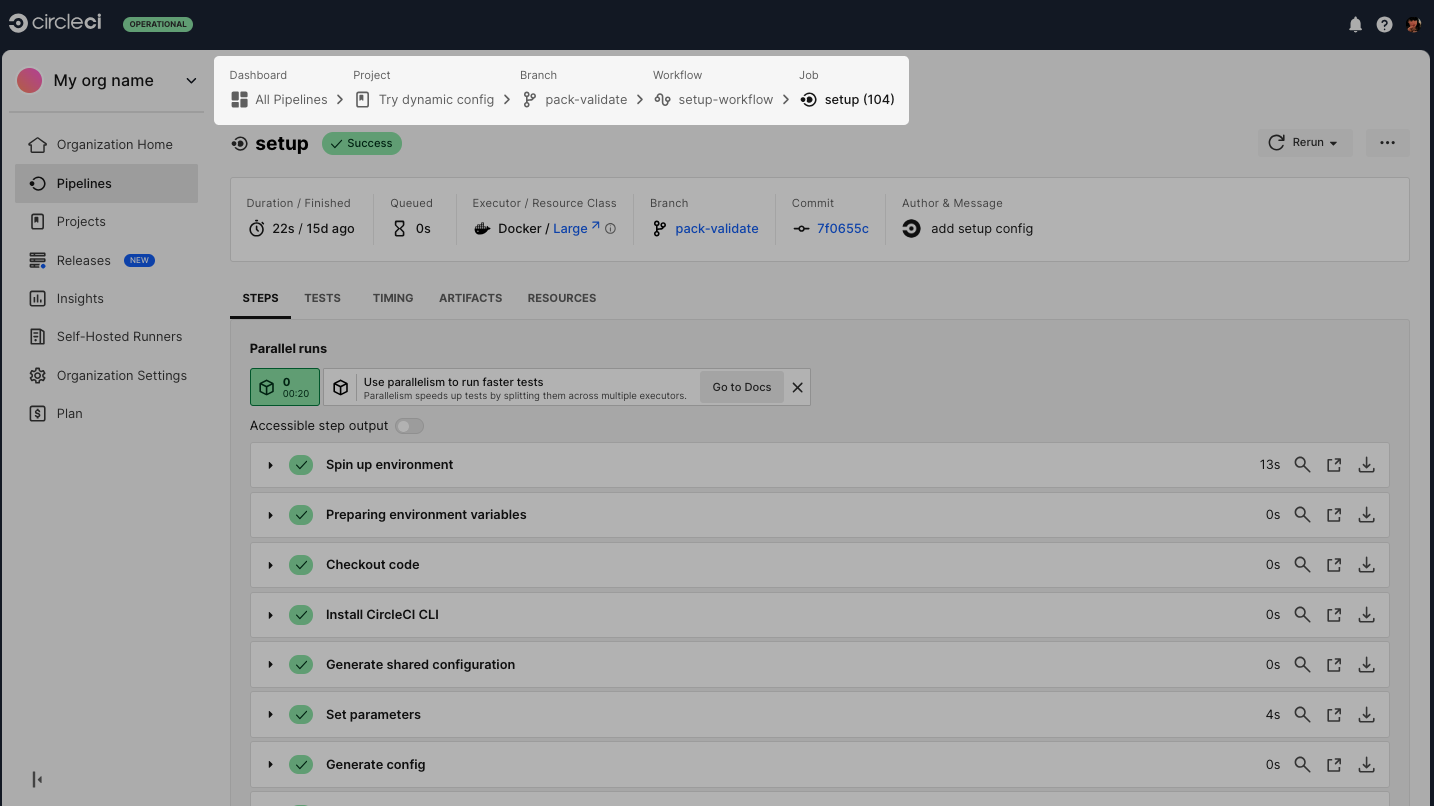 circleci
OPERATIONAL
My org name
Dashboard Project Branch Workflow Job
All Pipelines Try dynamic config pack-validate setup-workflow setup (104)
Organization Home
Pipelines
Projects
Releases NEW
Insights
Self-Hosted Runners
Organization Settings
Plan
setup Success
Rerun
Duration / Finished Queued Executor / Resource Class Branch Commit Author & Message
22s / 15d ago 0s Docker / Large pack-validate 7f0655c add setup config
STEPS TESTS TIMING ARTIFACTS RESOURCES
Parallel runs
0
00:20
Use parallelism to run faster tests
Parallelism speeds up tests by splitting them across multiple executors.
Go to Docs
Accessible step output
Spin up environment 13s
Preparing environment variables 0s
Checkout code 0s
Install CircleCI CLI 0s
Generate shared configuration 0s
Set parameters 4s
Generate config 0s